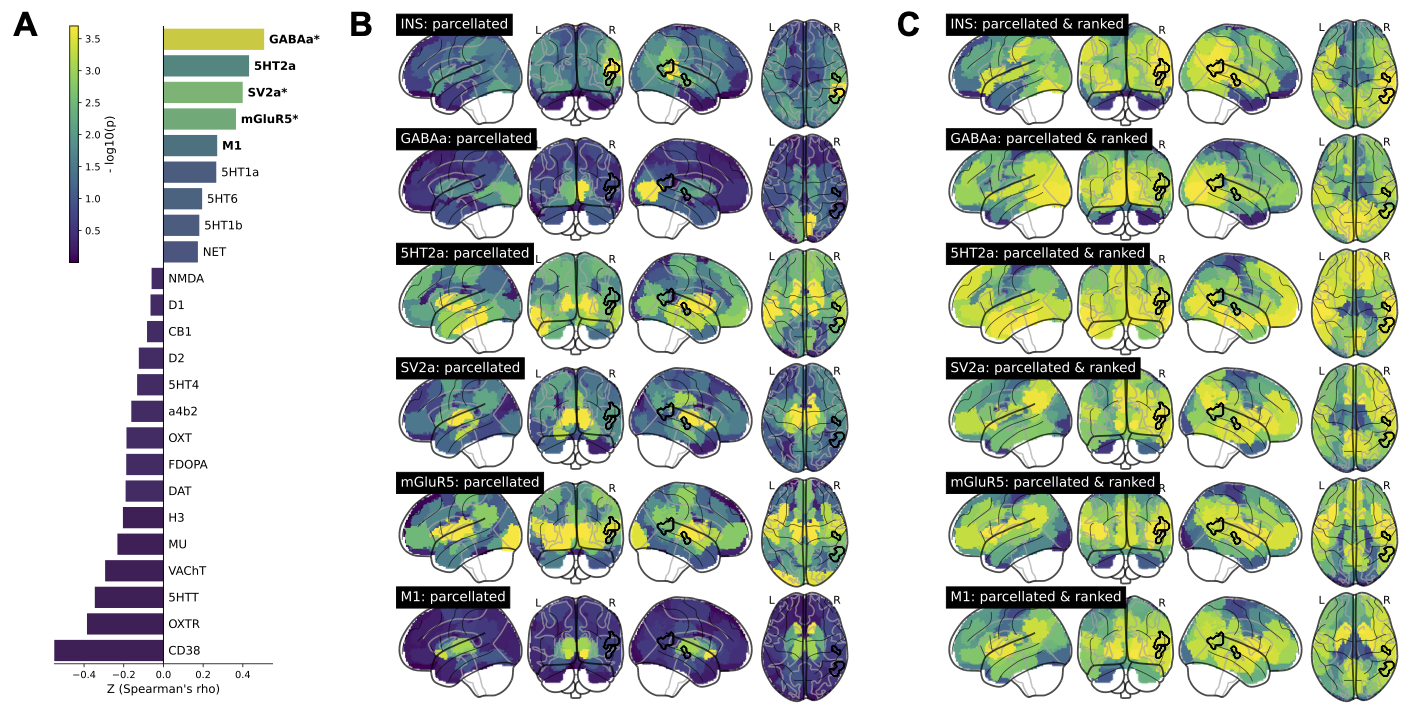 A
3.5
3.0
2.5
2.0
1.5
1.0
0.5
- log10(p)
GABAa*
5HT2a
SV2a*
mGluR5*
M1
5HT1a
5HT6
5HT1b
NET
NMDA
D1
CB1
D2
5HT4
a4b2
OXT
FDOPA
DAT
H3
MU
VAChT
5HTT
OXTR
CD38
−0.4 −0.2 0.0 0.2 0.4
Z (Spearman's rho)
B
INS: parcellated
L R L R
GABAa: parcellated
L R L R
5HT2a: parcellated
L R L R
SV2a: parcellated
L R L R
mGluR5: parcellated
R L R
M1: parcellated
L R L R
C
INS: parcellated & ranked
R L R
GABAa: parcellated & ranked
R L R
5HT2a: parcellated & ranked
R L R
SV2a: parcellated & ranked
R L R
mGluR5: parcellated & ranked
R L R
M1: parcellated & ranked
R L R